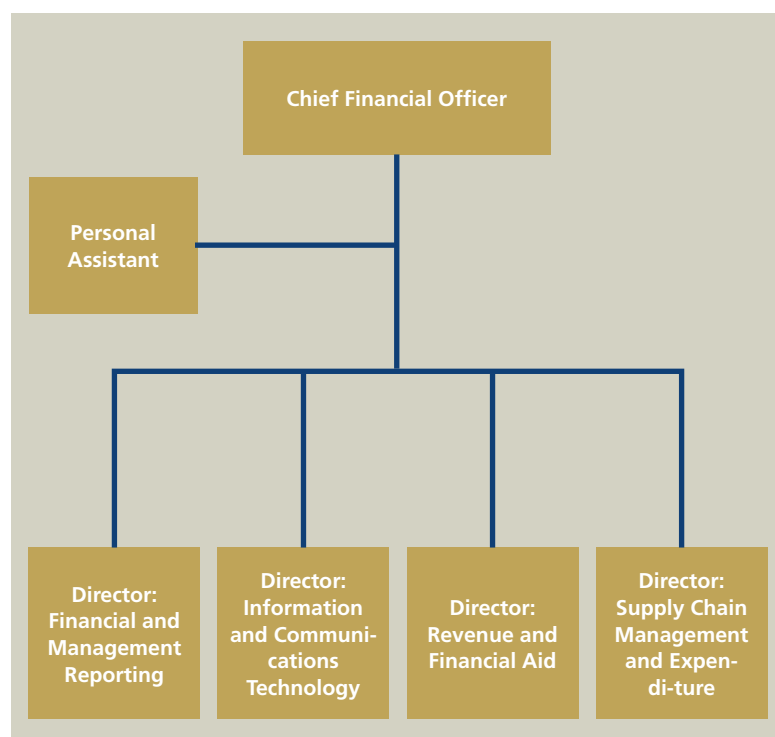 Chief Financial Officer
Personal
Assistant
Director:
Financial and
Management
Reporting
Director:
Information
and Communi-
cations
Technology
Director:
Revenue and
Financial Aid
Director:
Supply Chain
Management
and Expen-
di-ture